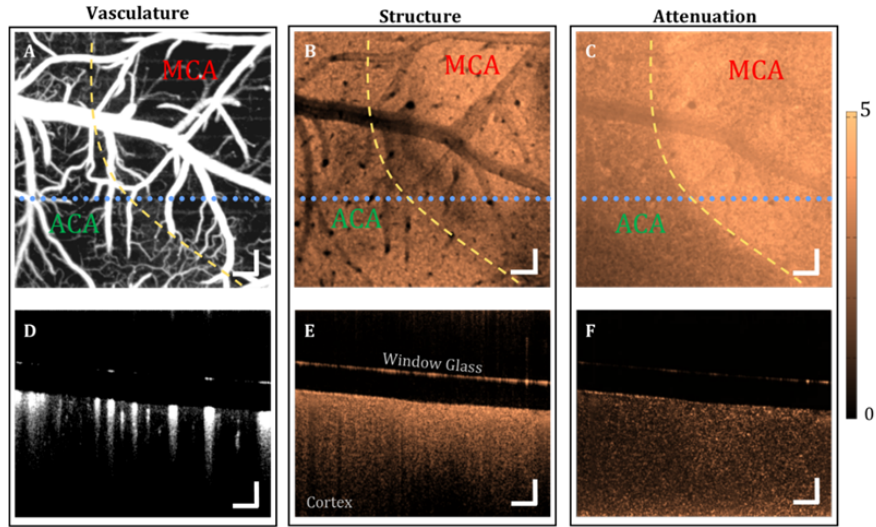 Vasculature Structure Attenuation
A MCA B MCA C MCA
5
ACA ACA ACA
D E F
Window Glass
0
Cortex